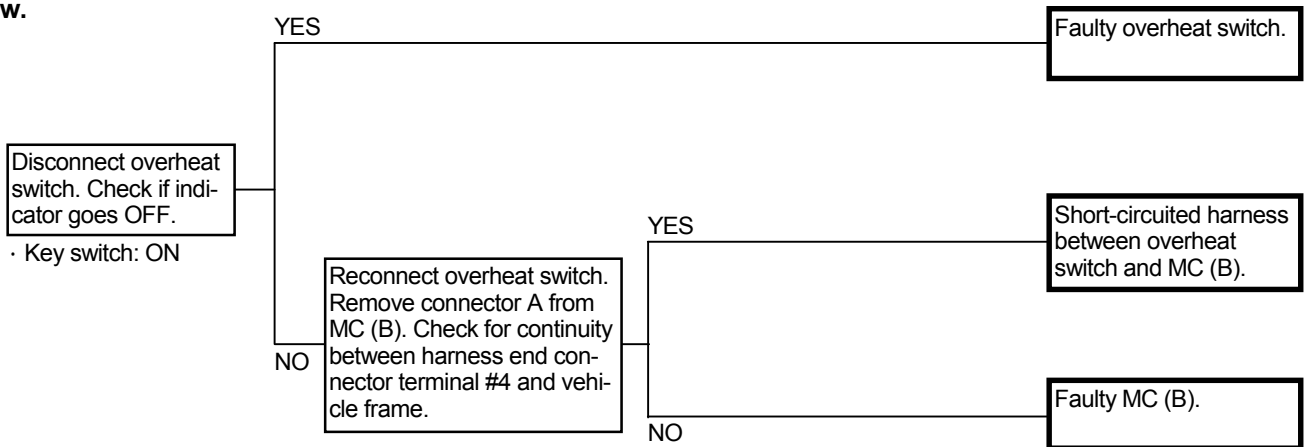 w.
YES
Faulty overheat switch.
Disconnect overheat
switch. Check if indi-
cator goes OFF.
· Key switch: ON
YES
Short-circuited harness
between overheat
switch and MC (B).
Reconnect overheat switch.
Remove connector A from
MC (B). Check for continuity
between harness end con-
nector terminal #4 and vehi-
cle frame.
NO
Faulty MC (B).
NO